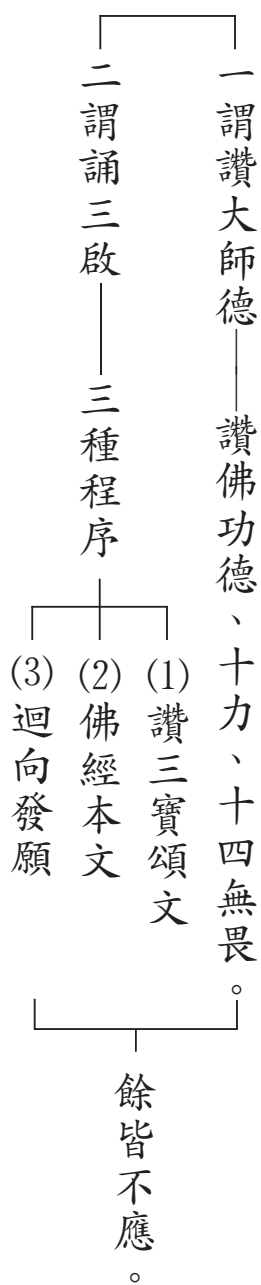 一謂讚大師德——讚佛功德、十力、十四無畏。
二謂誦三啟——三種程序
(1)讚三寶頌文
(2)佛經本文
(3)迴向發願
餘皆不應。